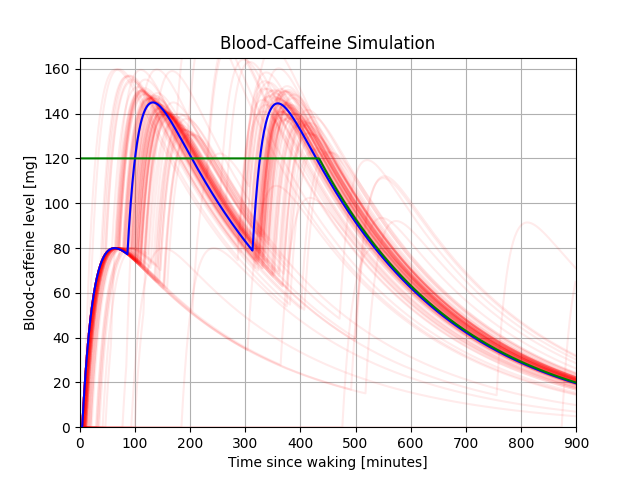 Blood-Caffeine Simulation
160
140
120
100
80
60
40
20
0
Blood-caffeine level [mg]
0 100 200 300 400 500 600 700 800 900
Time since waking [minutes]